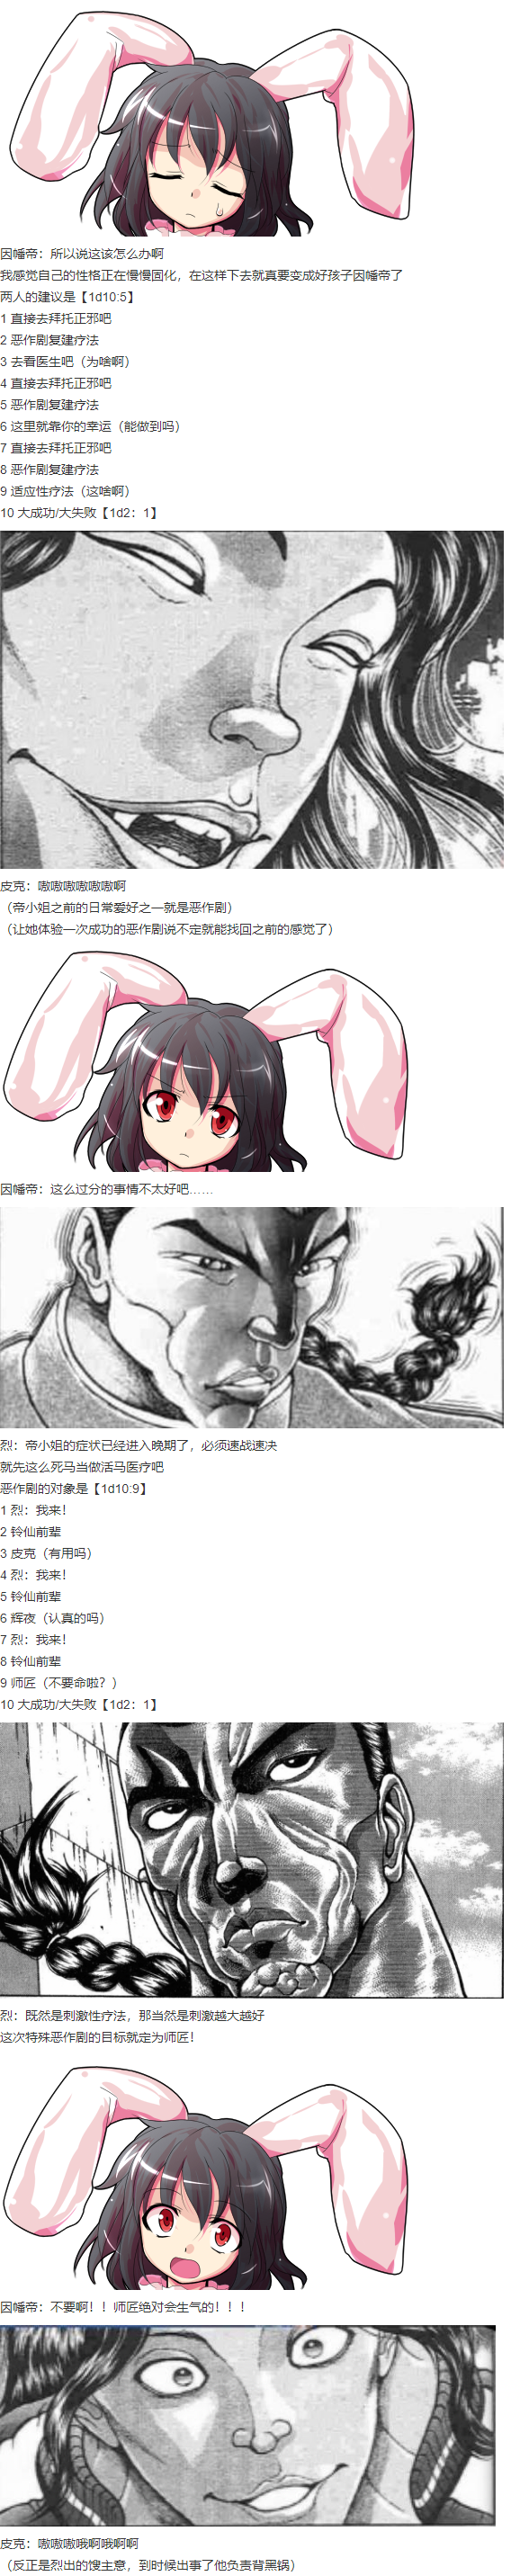 因幡帝：所以说这该怎么办啊
我感觉自己的性格正在慢慢固化，在这样下去就真要变成好孩子因幡帝了
两人的建议是【1d10:5】
1 直接去拜托正邪吧
2 恶作剧复建疗法
3 去看医生吧（为啥啊）
4 直接去拜托正邪吧
5 恶作剧复建疗法
6 这里就靠你的幸运（能做到吗）
7 直接去拜托正邪吧
8 恶作剧复建疗法
9 适应性疗法（这啥啊）
10 大成功/大失败【1d2：1】
皮克：嗷嗷嗷嗷嗷嗷啊
（帝小姐之前的日常爱好之一就是恶作剧）
（让她体验一次成功的恶作剧说不定就能找回之前的感觉了）
因幡帝：这么过分的事情不太好吧……
烈：帝小姐的症状已经进入晚期了，必须速战速决
就先这么死马当做活马医疗吧
恶作剧的对象是【1d10:9】
1 烈：我来！
2 铃仙前辈
3 皮克（有用吗）
4 烈：我来！
5 铃仙前辈
6 辉夜（认真的吗）
7 烈：我来！
8 铃仙前辈
9 师匠（不要命啦？）
10 大成功/大失败【1d2：1】
烈：既然是刺激性疗法，那当然是刺激越大越好
这次特殊恶作剧的目标就定为师匠！
因幡帝：不要啊！！师匠绝对会生气的！！！
皮克：嗷嗷嗷哦啊哦啊啊
（反正是烈出的馊主意，到时候出事了他负责背黑锅）